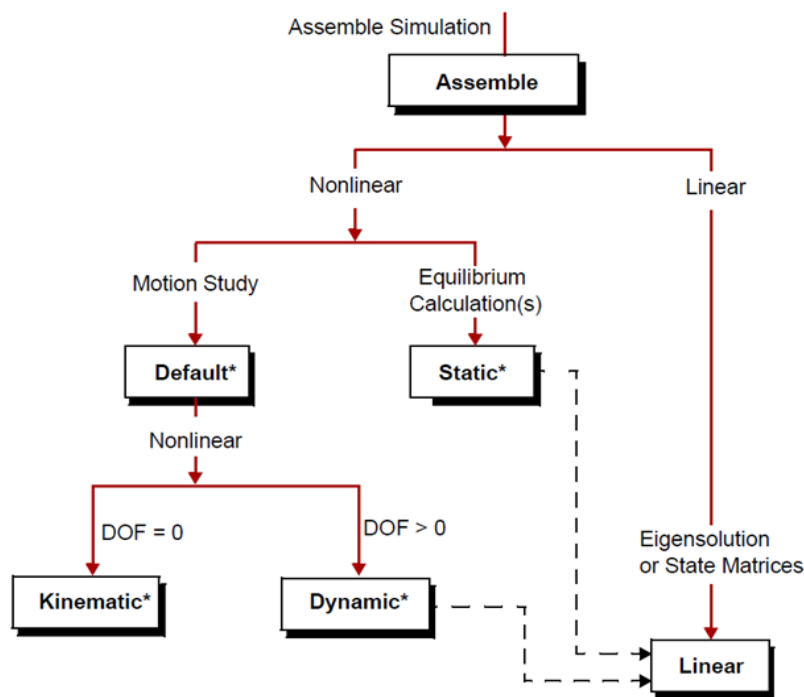 Assemble Simulation
Assemble
Nonlinear
Linear
Motion Study
Equilibrium
Calculation(s)
Default*
Static*
Nonlinear
DOF = 0
DOF > 0
Eigensolution
or State Matrices
Kinematic*
Dynamic*
Linear